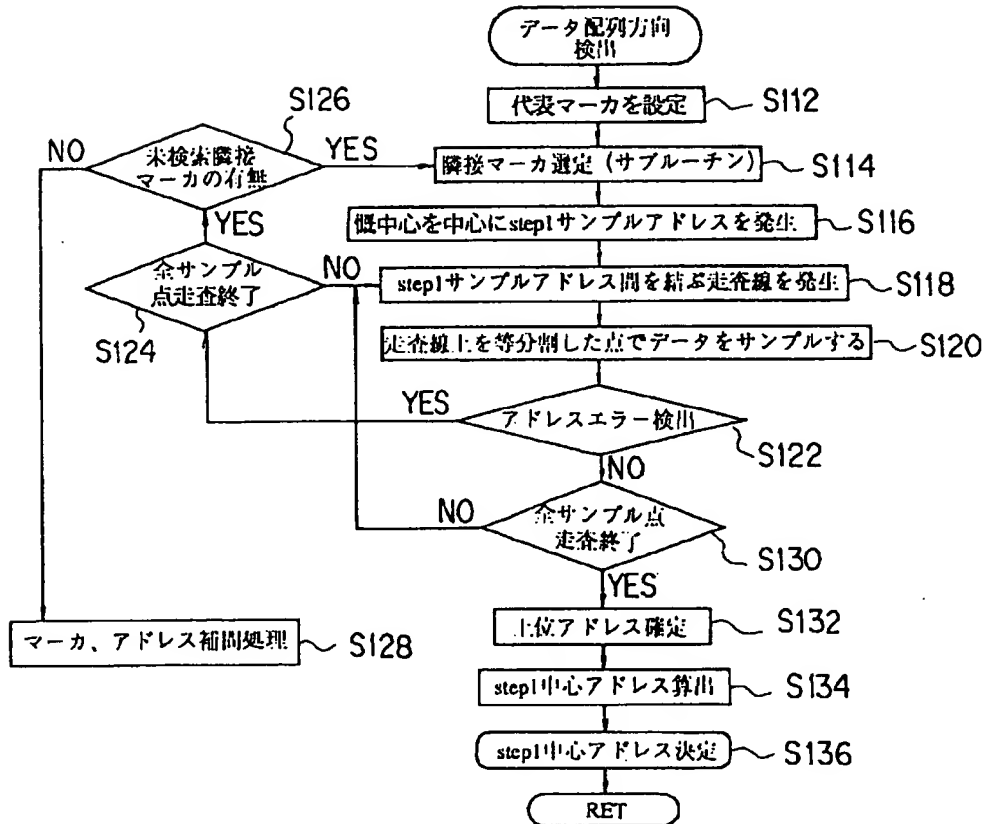 データ配列方向
検出
代表マーカを設定
S112
隣接マーカ選定（サブルーチン）
S114
概中心を中心にstep1サンプルアドレスを発生
S116
step1サンプルアドレス間を結ぶ走査線を発生
S118
走査線上を等分割した点でデータをサンプルする
S120
アドレスエラー検出
S122
YES
NO
全サンプル点
走査終了
S130
NO
YES
上位アドレス確定
S132
step1中心アドレス算出
S134
step1中心アドレス決定
S136
RET
全サンプル
点走査終了
S124
NO
YES
未検索隣接
マーカの有無
S126
YES
NO
マーカ、アドレス補間処理
S128